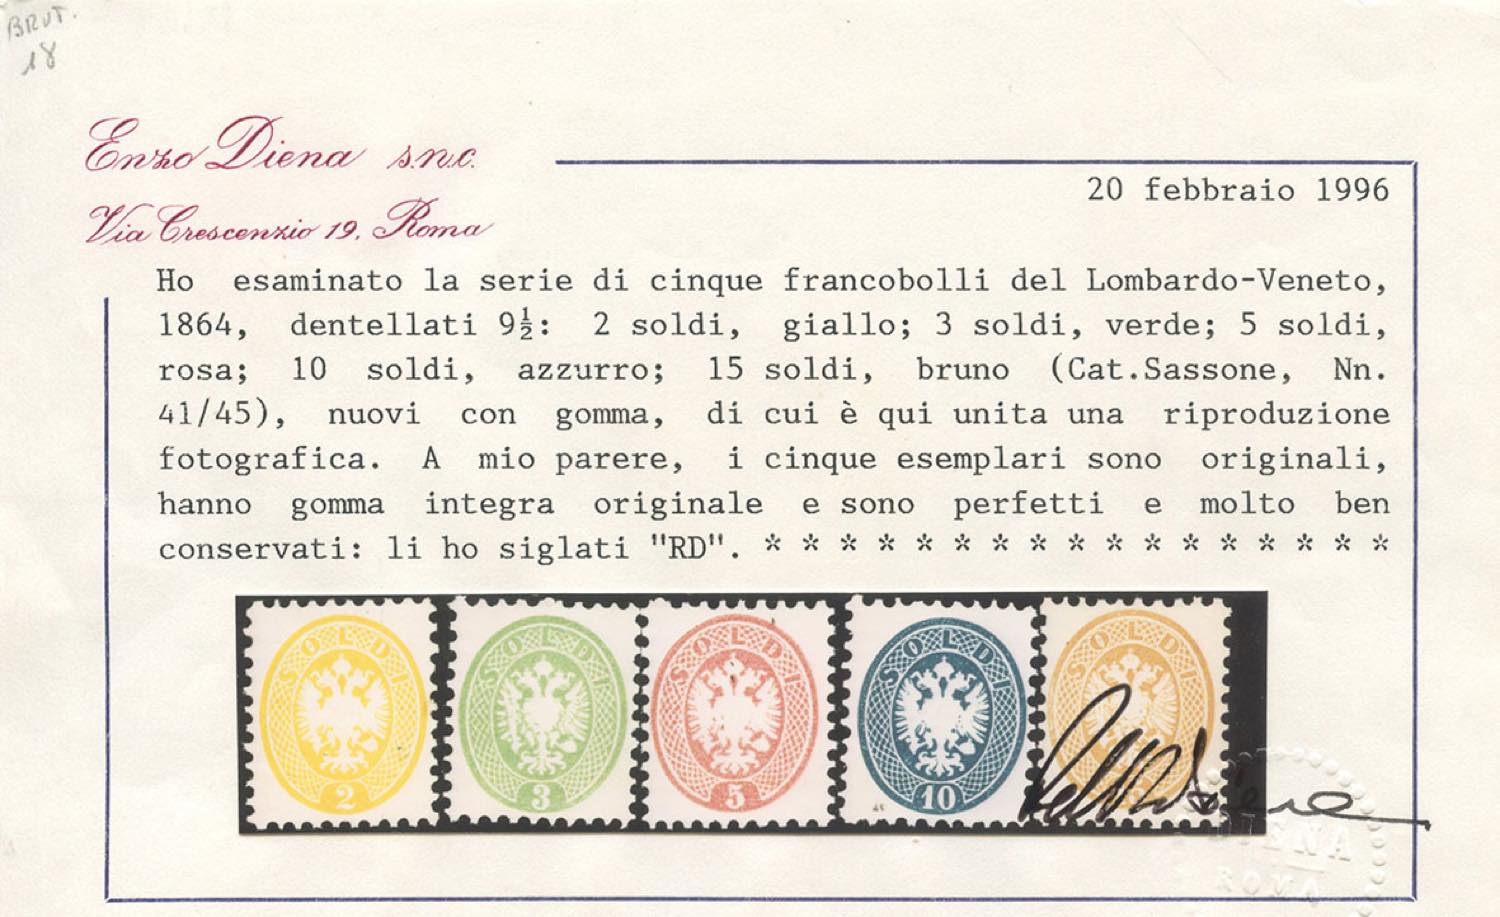 BRUT.
18
Enzo Diena s.n.c.
Via Crescenzio 19, Roma
20 febbraio 1996
Ho esaminato la serie di cinque francobolli del Lombardo-Veneto,
1864, dentellati 9½: 2 soldi, giallo; 3 soldi, verde; 5 soldi,
rosa; 10 soldi, azzurro; 15 soldi, bruno (Cat.Sassone, Nn.
41/45), nuovi con gomma, di cui è qui unita una riproduzione
fotografica. A mio parere, i cinque esemplari sono originali,
hanno gomma integra originale e sono perfetti e molto ben
conservati: li ho siglati "RD". * * * * * * * * * * * * * * * * *
SOLDI SOLDI SOLDI SOLDI SOLDI
2 3 5 10
DIENA
ROMA